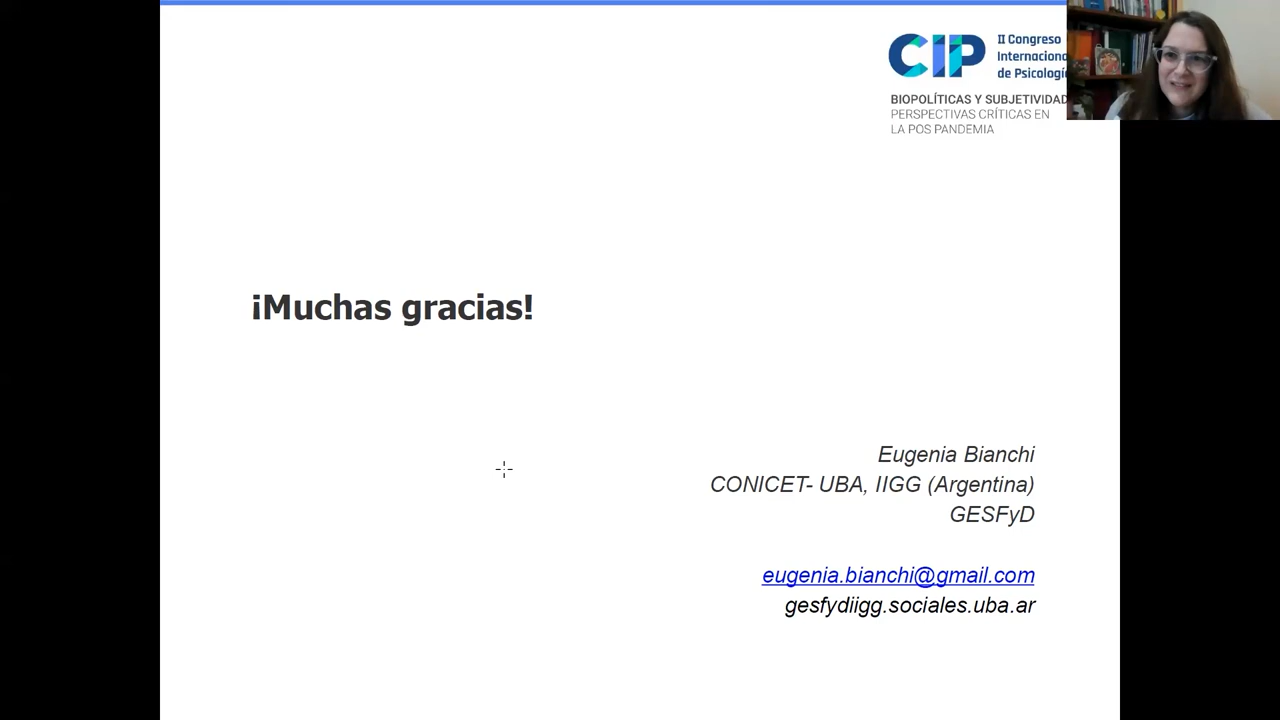 CIP
II Congreso
Internaciona
de Psicologí
BIOPOLÍTICAS Y SUBJETIVIDAD
PERSPECTIVAS CRÍTICAS EN
LA POS PANDEMIA
¡Muchas gracias!
Eugenia Bianchi
CONICET- UBA, IIGG (Argentina)
GESFyD
eugenia.bianchi@gmail.com
gesfydiigg.sociales.uba.ar